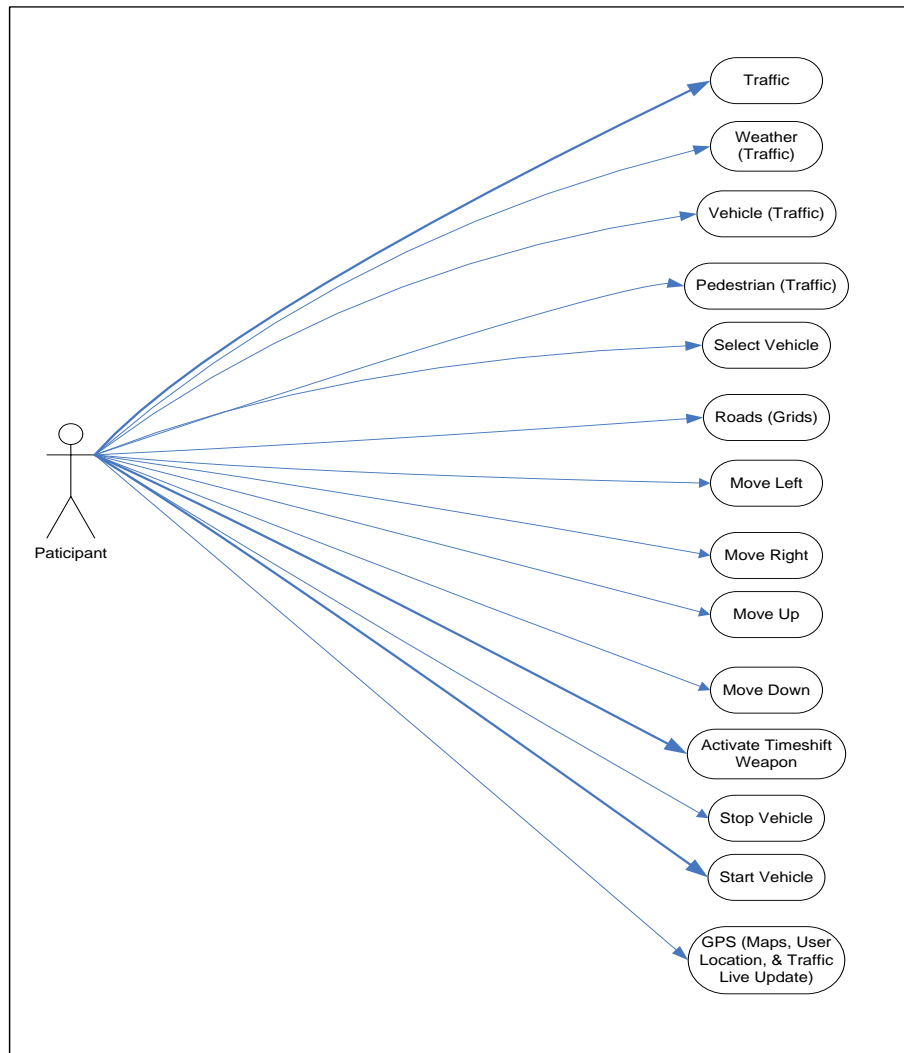 Traffic
Weather
(Traffic)
Vehicle (Traffic)
Pedestrian (Traffic)
Select Vehicle
Roads (Grids)
Move Left
Paticipant
Move Right
Move Up
Move Down
Activate Timeshift
Weapon
Stop Vehicle
Start Vehicle
GPS (Maps, User
Location, & Traffic
Live Update)